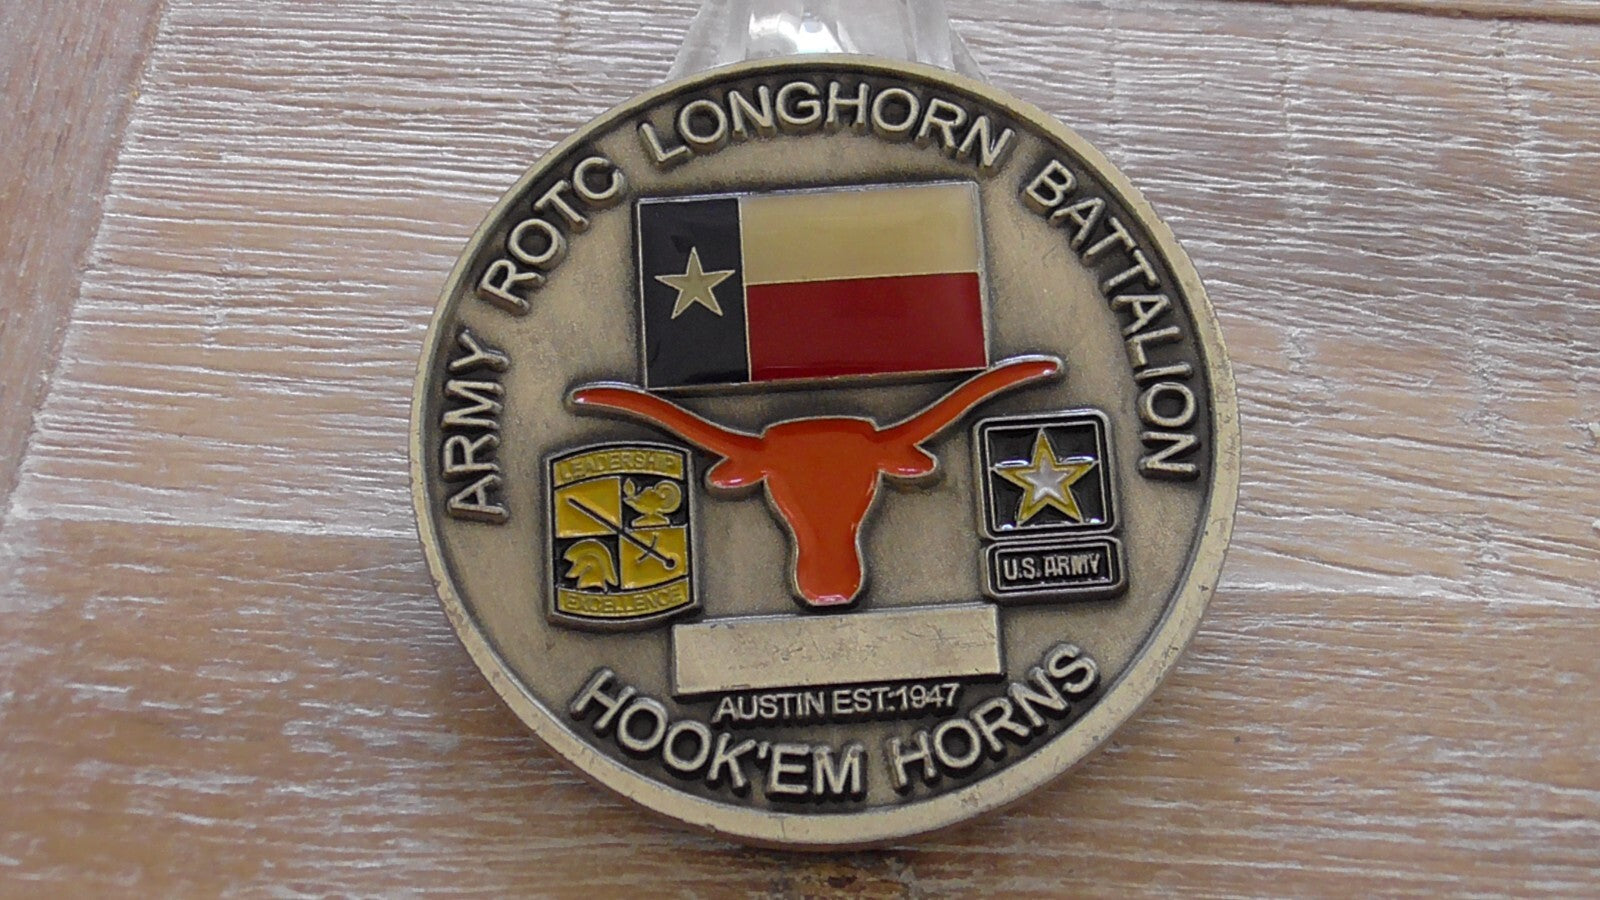 ARMY ROTC LONGHORN BATTALION
LEADERSHIP
EXCELLENCE
U.S. ARMY
AUSTIN EST.1947
HOOK'EM HORNS